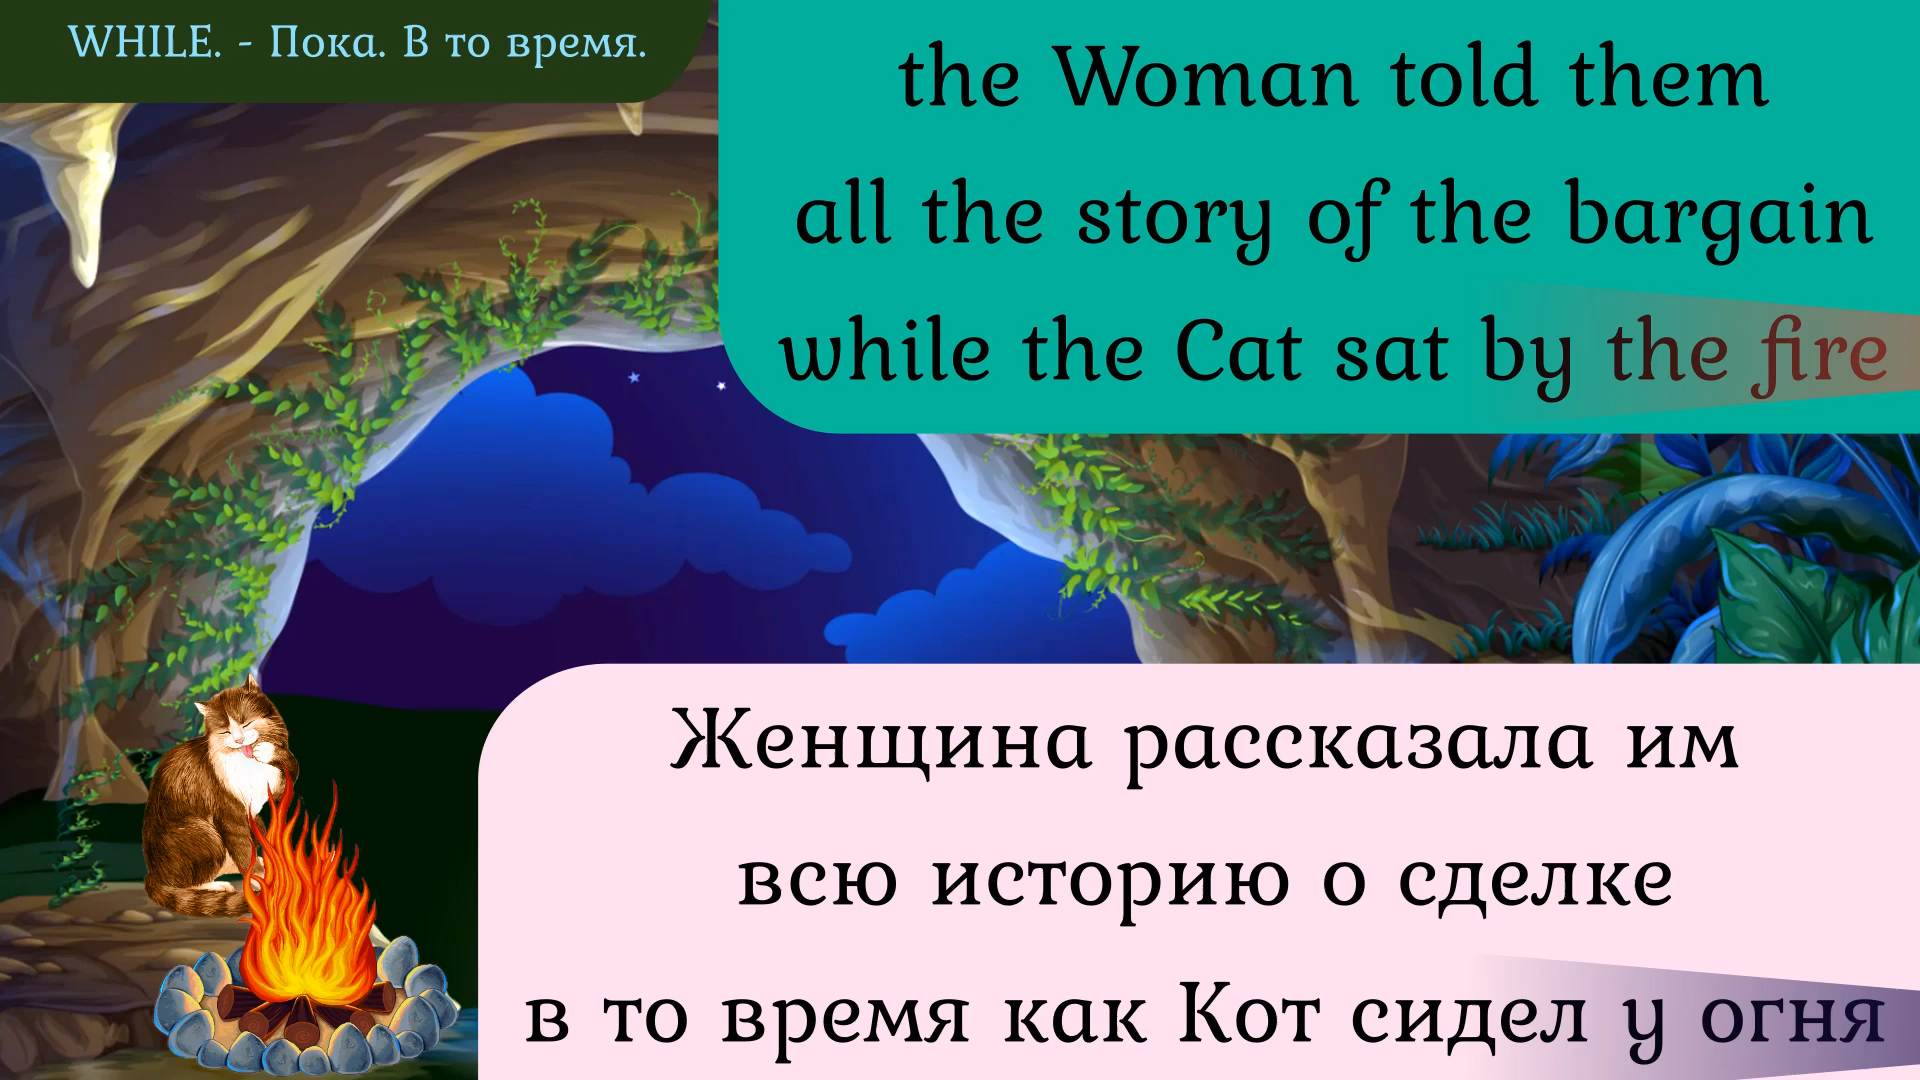 WHILE. - Пока. В то время.
the Woman told them
all the story of the bargain
while the Cat sat by the fire
Женщина рассказала им
всю историю о сделке
в то время как Кот сидел у огня